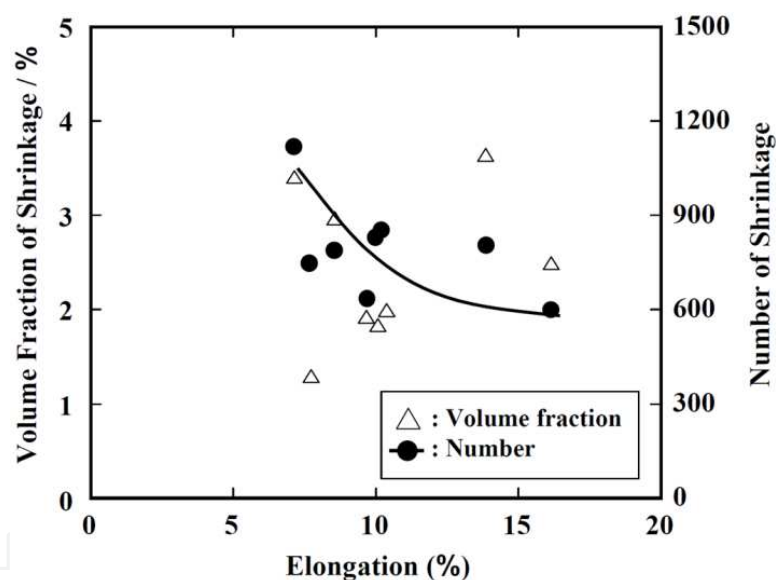 5
4
3
2
1
0
Volume Fraction of Shrinkage / %
1500
1200
900
600
300
0
Number of Shrinkage
△ : Volume fraction
● : Number
0 5 10 15 20
Elongation (%)